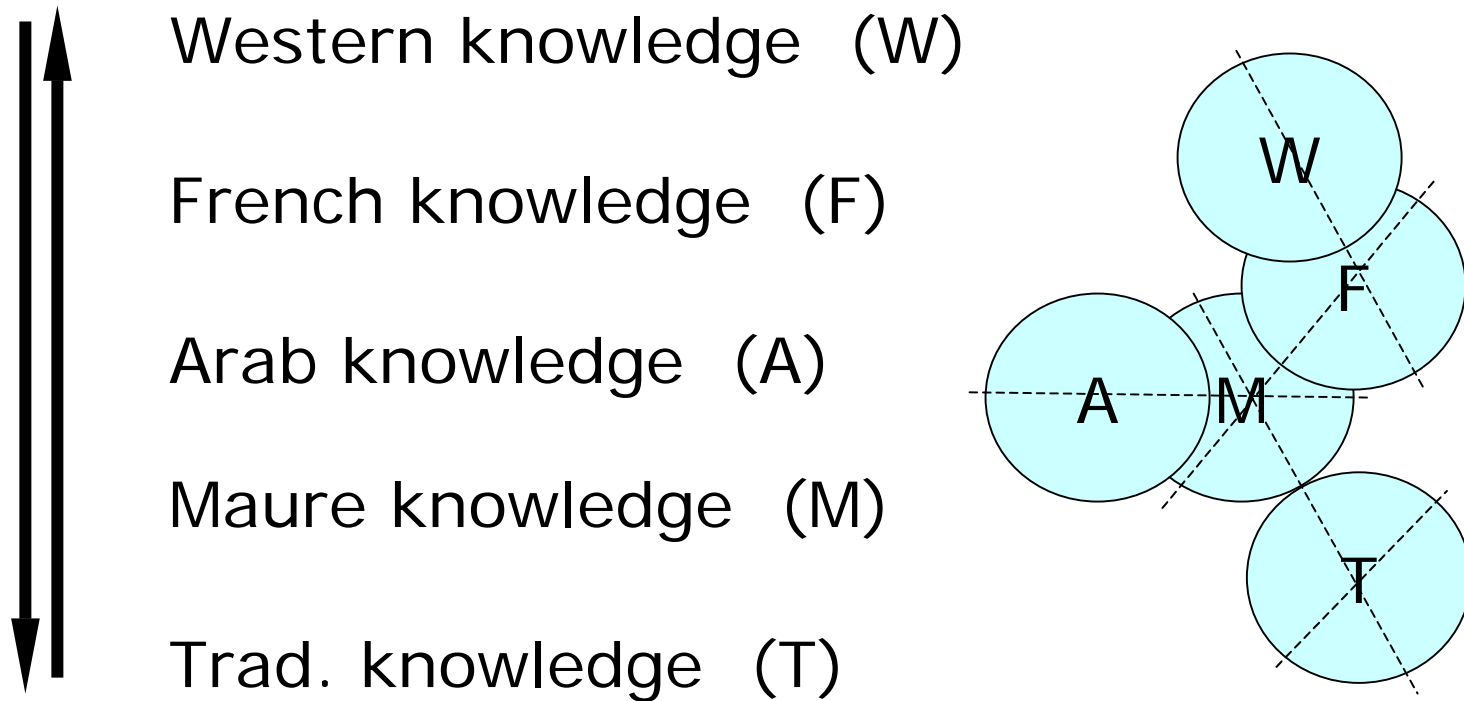 Western knowledge (W)
French knowledge (F)
Arab knowledge (A)
Maure knowledge (M)
Trad. knowledge (T)
W
F
A M
T